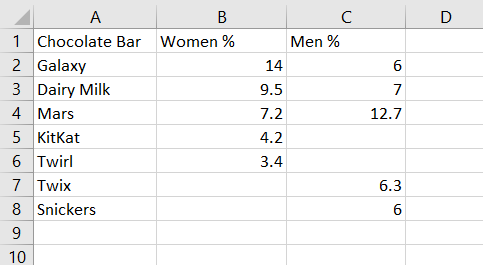 A B C D
1 Chocolate Bar Women % Men %
2 Galaxy 14 6
3 Dairy Milk 9.5 7
4 Mars 7.2 12.7
5 KitKat 4.2
6 Twirl 3.4
7 Twix 6.3
8 Snickers 6
9
10